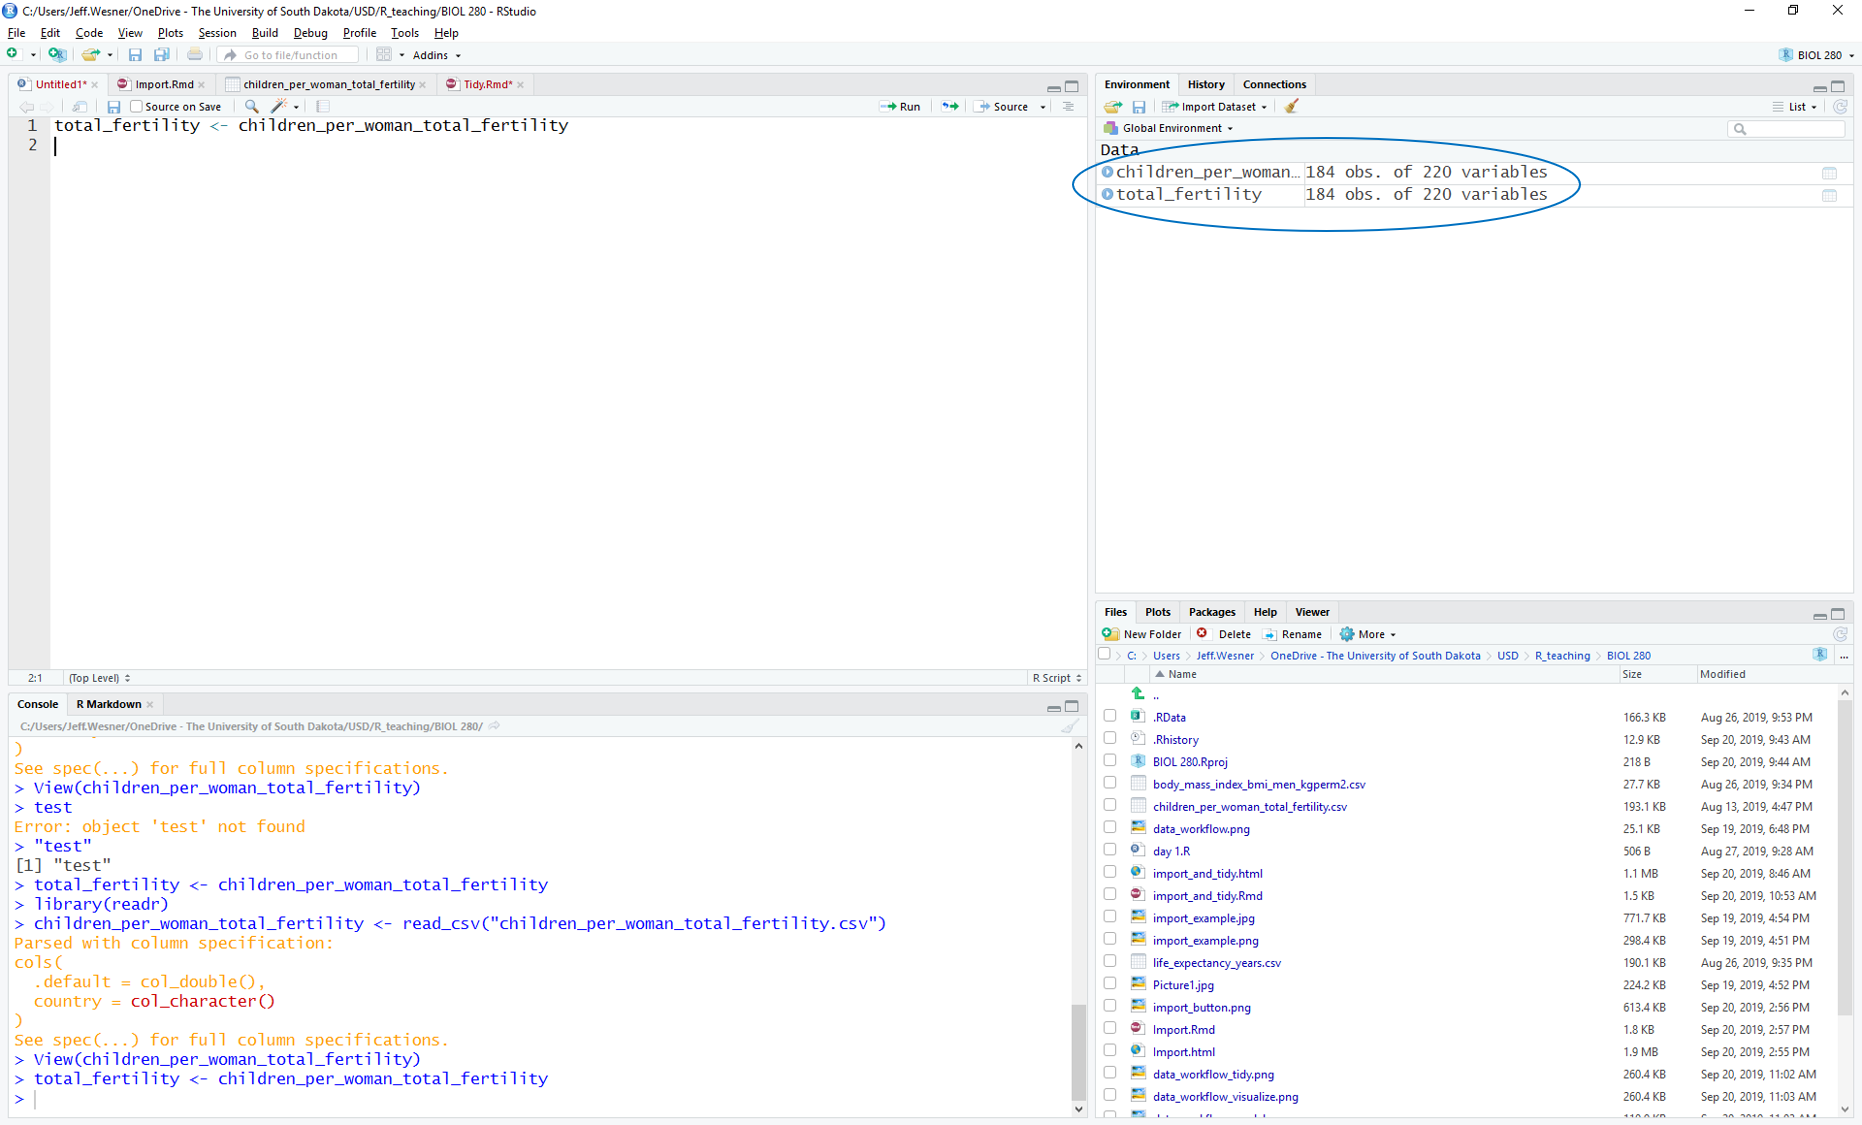 C:/Users/Jeff.Wesner/OneDrive - The University of South Dakota/USD/R_teaching/BIOL 280 - RStudio
File Edit Code View Plots Session Build Debug Profile Tools Help
Go to file/function Addins BIOL 280
Untitled1* Import.Rmd children_per_woman_total_fertility Tidy.Rmd*
Source on Save Run Source
1 total_fertility <- children_per_woman_total_fertility
2
2:1 (Top Level) R Script
Console R Markdown
C:/Users/Jeff.Wesner/OneDrive - The University of South Dakota/USD/R_teaching/BIOL 280/
)
See spec(...) for full column specifications.
> View(children_per_woman_total_fertility)
> test
Error: object 'test' not found
> "test"
[1] "test"
> total_fertility <- children_per_woman_total_fertility
> library(readr)
> children_per_woman_total_fertility <- read_csv("children_per_woman_total_fertility.csv")
Parsed with column specification:
cols(
  .default = col_double(),
  country = col_character()
)
See spec(...) for full column specifications.
> View(children_per_woman_total_fertility)
> total_fertility <- children_per_woman_total_fertility
>
Environment History Connections
Import Dataset List
Global Environment
Data
children_per_woman… 184 obs. of 220 variables
total_fertility 184 obs. of 220 variables
Files Plots Packages Help Viewer
New Folder Delete Rename More
C: Users Jeff.Wesner OneDrive - The University of South Dakota USD R_teaching BIOL 280 ...
Name Size Modified
..
.RData 166.3 KB Aug 26, 2019, 9:53 PM
.Rhistory 12.9 KB Sep 20, 2019, 9:43 AM
BIOL 280.Rproj 218 B Sep 20, 2019, 9:44 AM
body_mass_index_bmi_men_kgperm2.csv 27.7 KB Aug 26, 2019, 9:34 PM
children_per_woman_total_fertility.csv 193.1 KB Aug 13, 2019, 4:47 PM
data_workflow.png 25.1 KB Sep 19, 2019, 6:48 PM
day 1.R 506 B Aug 27, 2019, 9:28 AM
import_and_tidy.html 1.1 MB Sep 20, 2019, 8:46 AM
import_and_tidy.Rmd 1.5 KB Sep 20, 2019, 10:53 AM
import_example.jpg 771.7 KB Sep 19, 2019, 4:54 PM
import_example.png 298.4 KB Sep 19, 2019, 4:51 PM
life_expectancy_years.csv 190.1 KB Aug 26, 2019, 9:35 PM
Picture1.jpg 224.2 KB Sep 19, 2019, 4:52 PM
import_button.png 613.4 KB Sep 20, 2019, 2:56 PM
Import.Rmd 1.8 KB Sep 20, 2019, 2:57 PM
Import.html 1.9 MB Sep 20, 2019, 2:55 PM
data_workflow_tidy.png 260.4 KB Sep 20, 2019, 11:02 AM
data_workflow_visualize.png 260.4 KB Sep 20, 2019, 11:03 AM